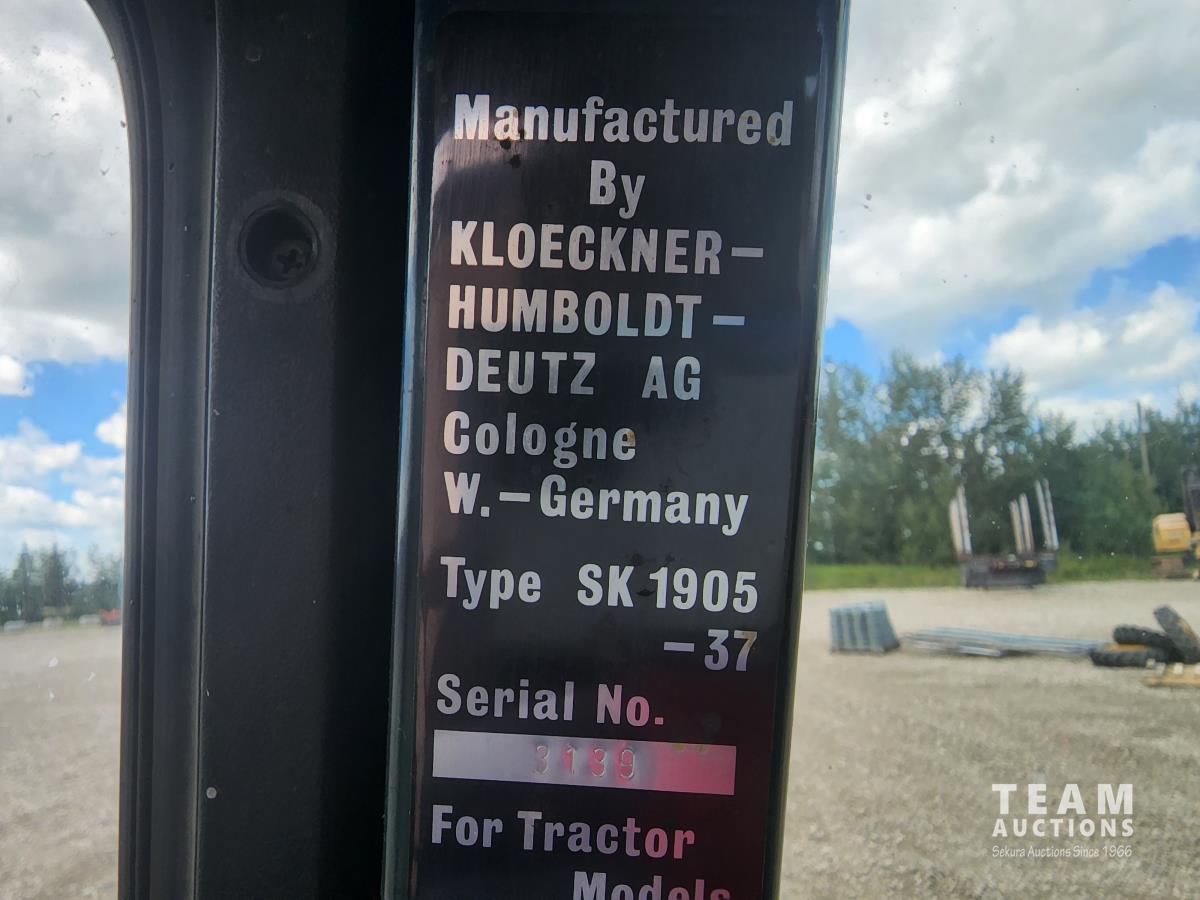 Manufactured
By
KLOECKNER-
HUMBOLDT-
DEUTZ AG
Cologne
W.-Germany
Type SK 1905
-37
Serial No.
3139
For Tractor
Models
TEAM
AUCTIONS
Sekura Auctions Since 1966